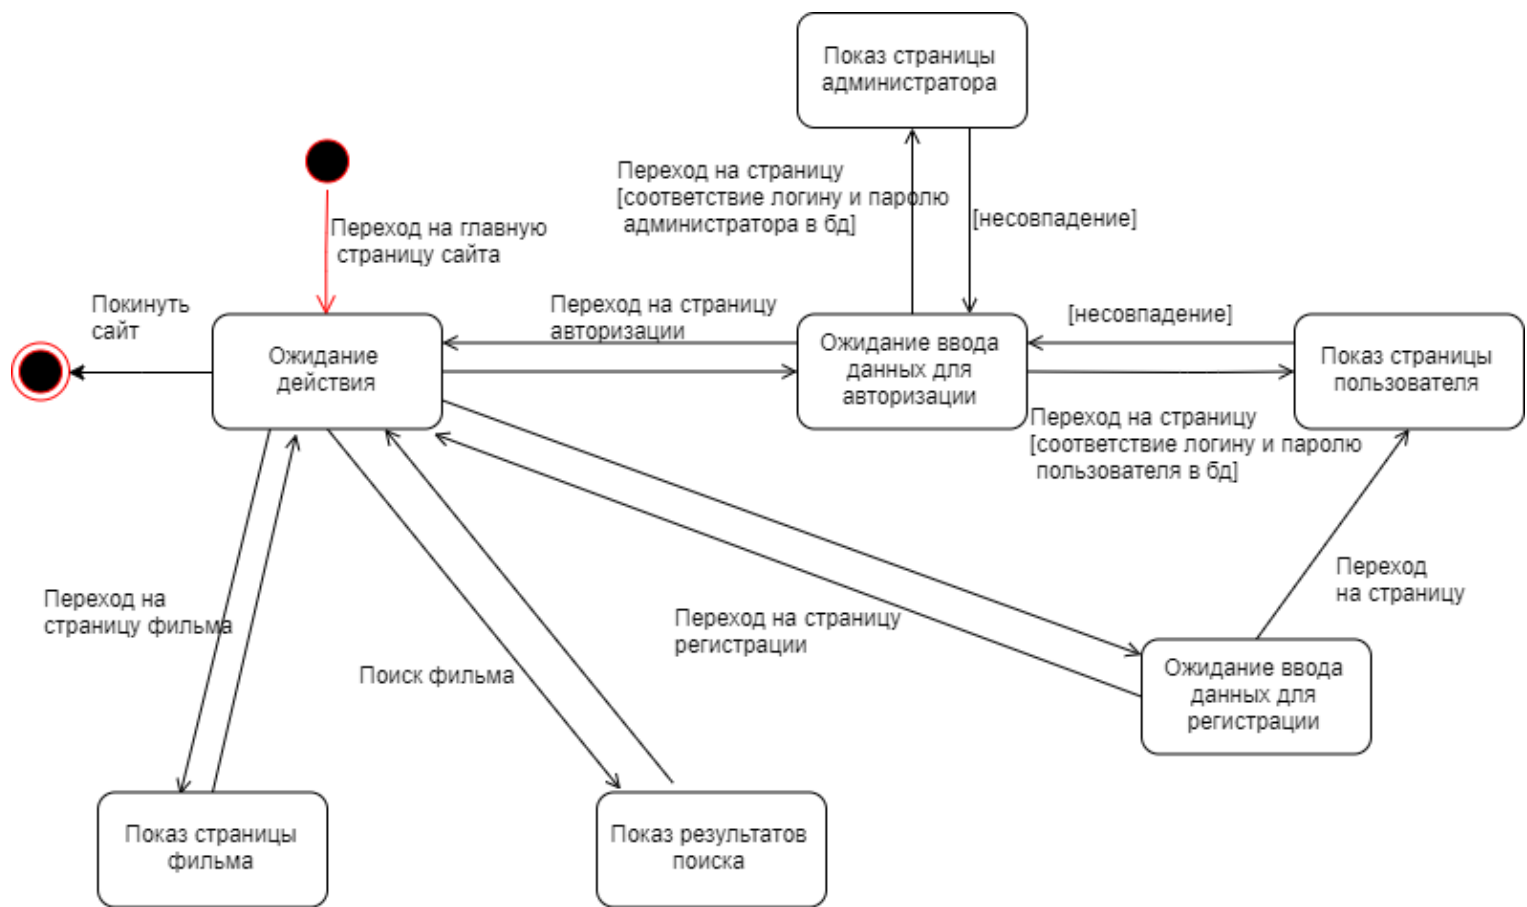 Показ страницы
администратора
Переход на страницу
[соответствие логину и паролю
администратора в бд]
[несовпадение]
Переход на главную
страницу сайта
Покинуть
сайт
Ожидание
действия
Переход на страницу
авторизации
Ожидание ввода
данных для
авторизации
[несовпадение]
Показ страницы
пользователя
Переход на страницу
[соответствие логину и паролю
пользователя в бд]
Переход на
страницу фильма
Поиск фильма
Переход на страницу
регистрации
Переход
на страницу
Ожидание ввода
данных для
регистрации
Показ страницы
фильма
Показ результатов
поиска